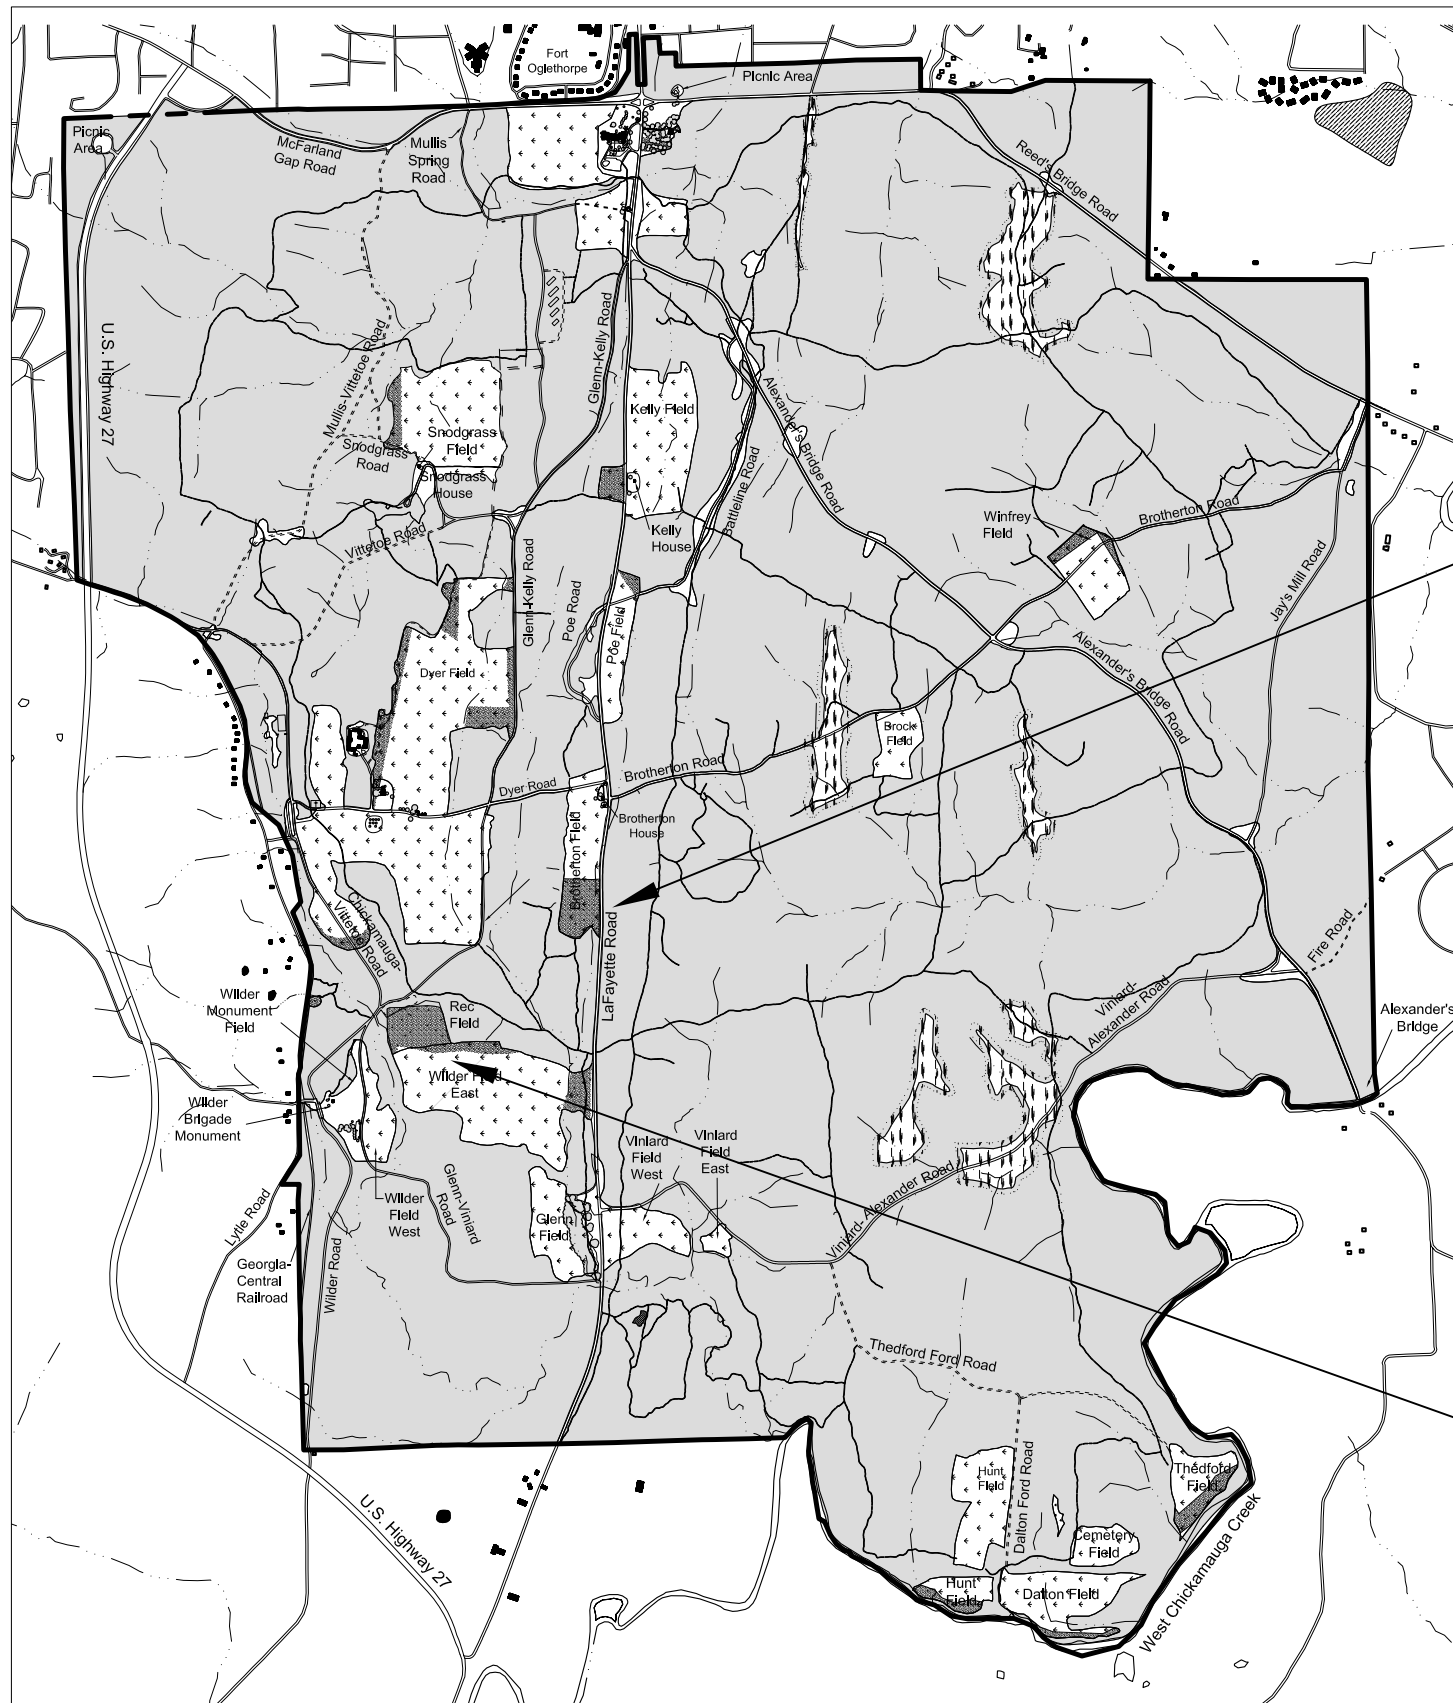 Fort
Oglethorpe
Picnic Area
Picnic
Area
McFarland
Gap Road
Mullis
Spring
Road
Reed's Bridge Road
U.S. Highway 27
Glenn-Kelly Road
Mullis-Vittetoe Road
Kelly Field
Alexander's Bridge Road
Snodgrass
Field
Snodgrass
Road
Snodgrass
House
Battleline Road
Kelly
House
Winfrey
Field
Brotherton Road
Vittetoe Road
Glenn-Kelly Road
Poe Road
Poe Field
Jay's Mill Road
Alexander's Bridge Road
Dyer Field
Brock
Field
Brotherton Road
Dyer Road
Brotherton
House
Brotherton Field
Chickamauga-
Vittetoe Road
LaFayette Road
Fire Road
Wilder
Monument
Field
Rec
Field
Viniard-
Alexander Road
Alexander's
Bridge
Wilder Field
East
Wilder
Brigade
Monument
Viniard
Field
West
Viniard
Field
East
Glenn-Viniard
Road
Wilder
Field
West
Glenn
Field
Viniard- Alexander Road
Lytle Road
Georgia-
Central
Railroad
Wilder Road
Thedford Ford Road
Dalton Ford Road
Hunt
Field
Thedford
Field
U.S. Highway 27
Cemetery
Field
Hunt
Field
Dalton Field
West Chickamauga Creek